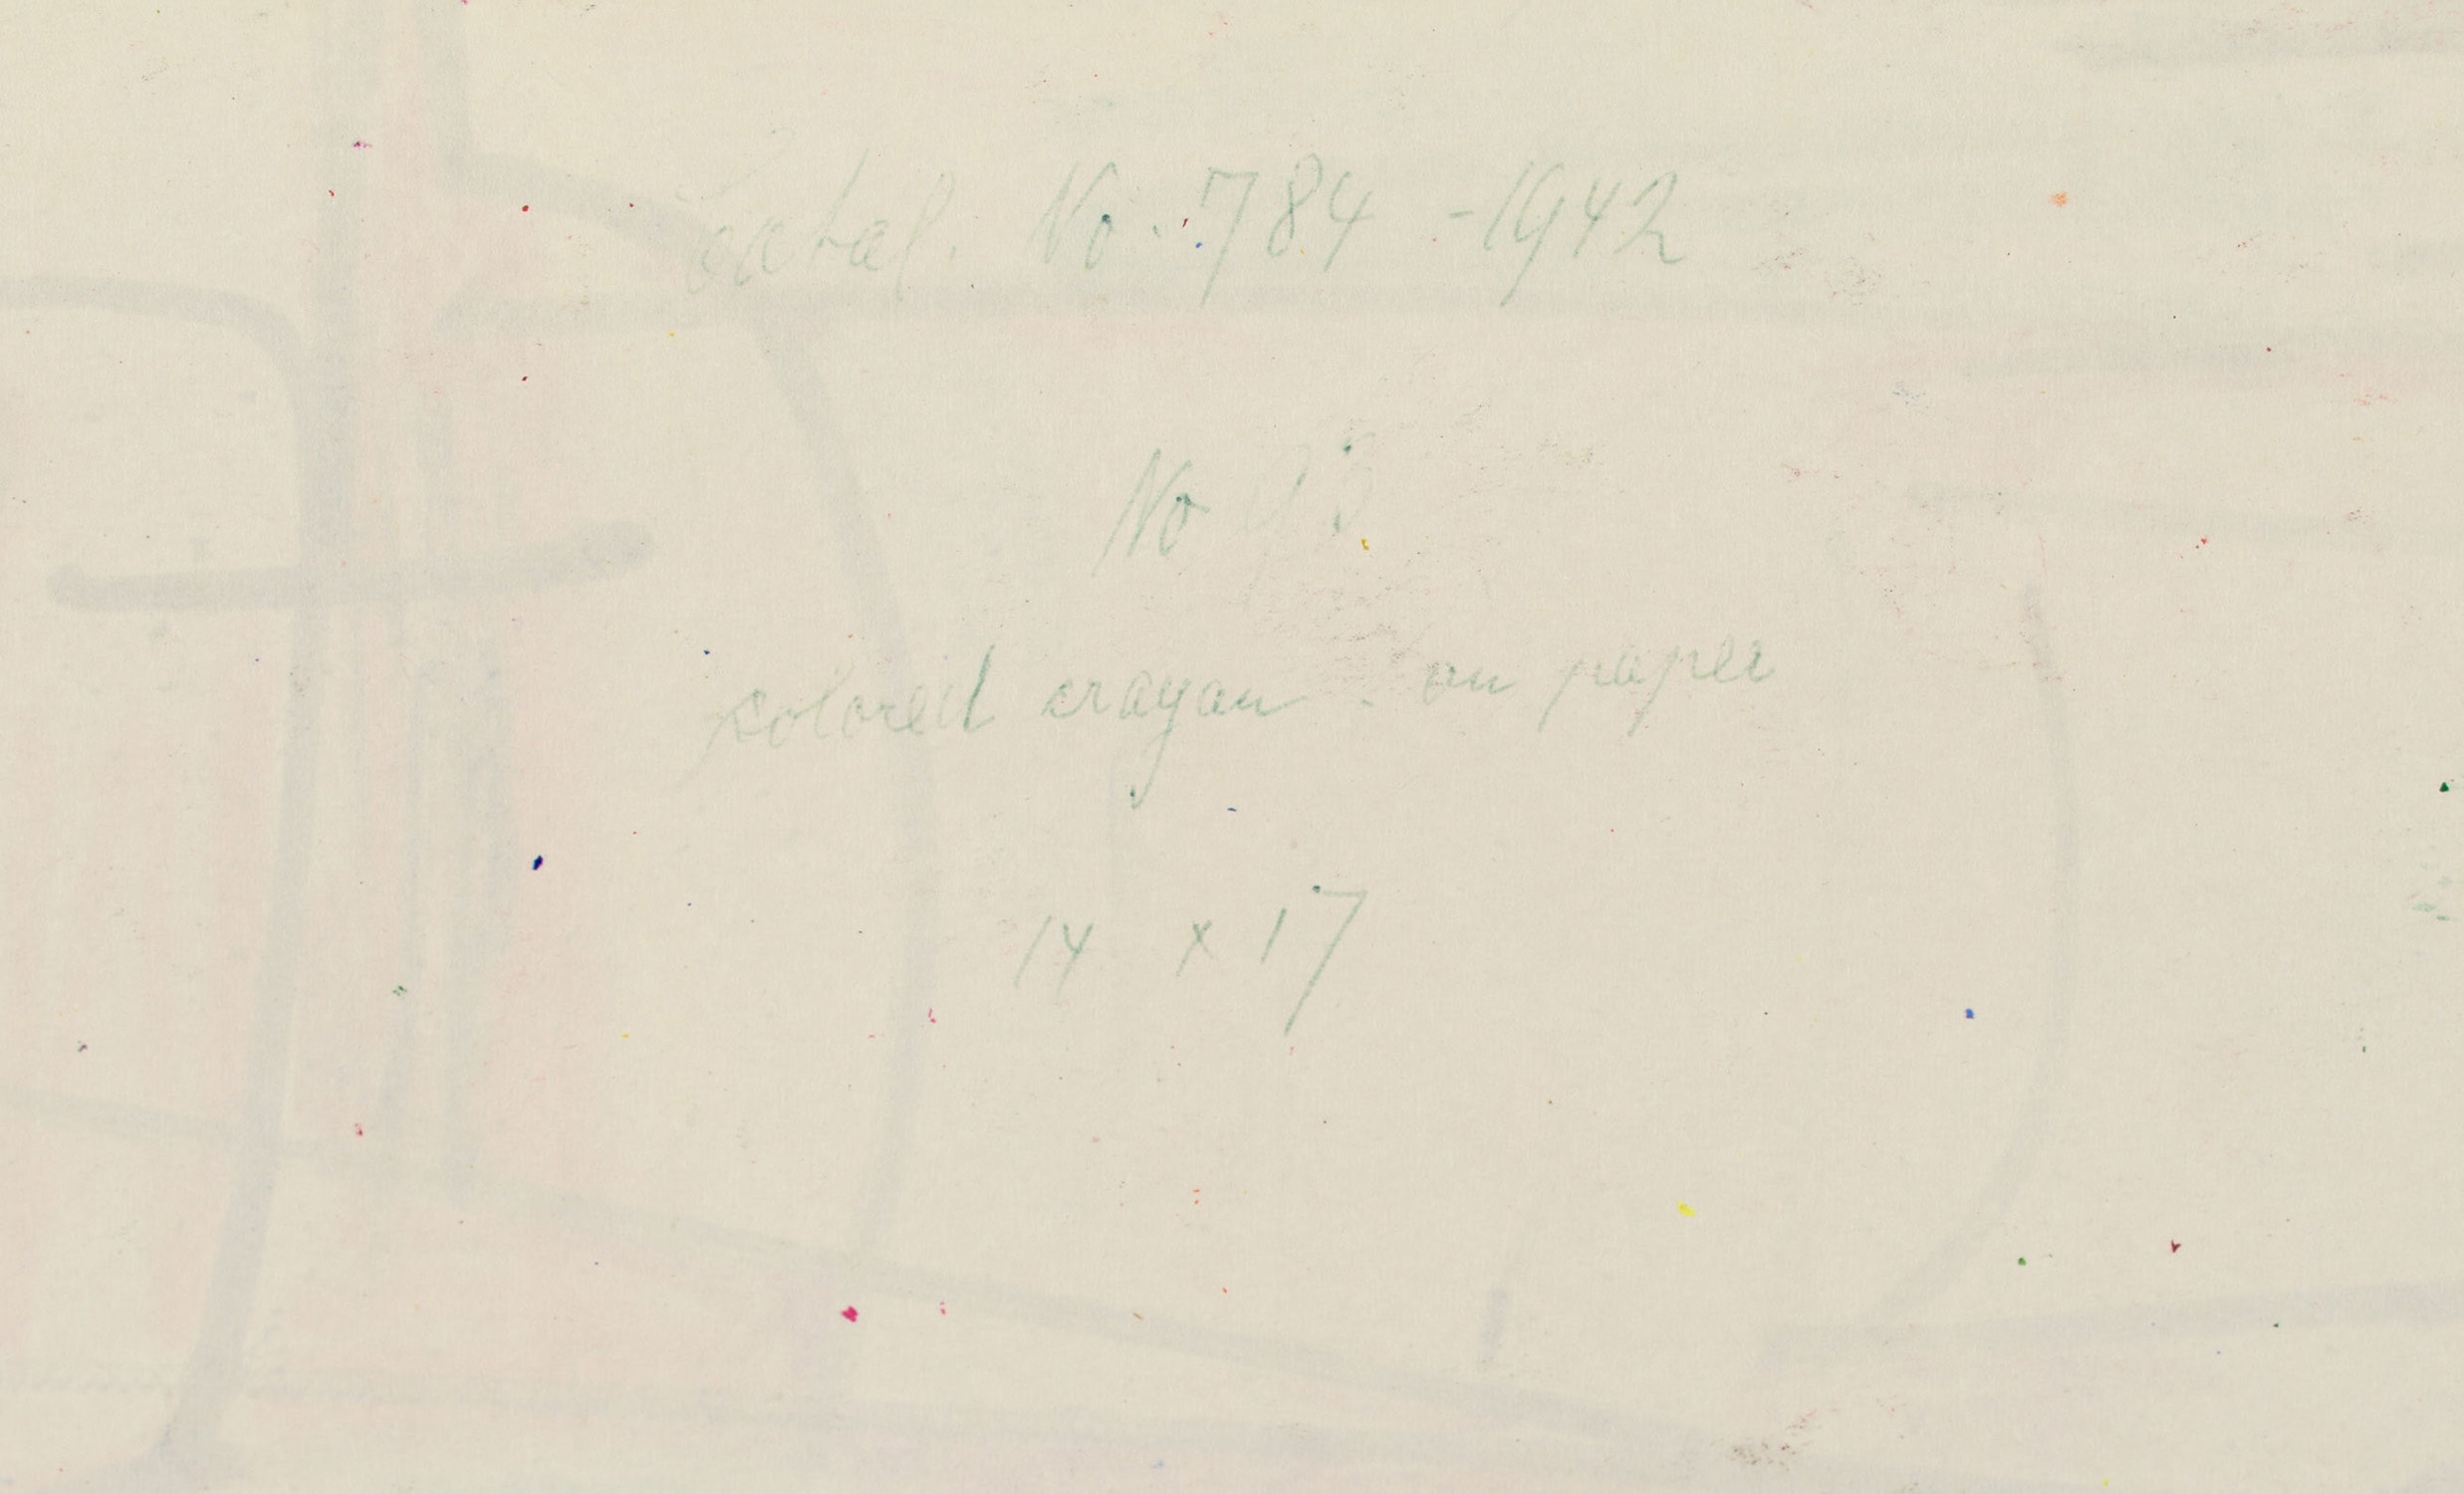 catal. No. 784 - 1942
No
colored crayon. on paper
14 x 17